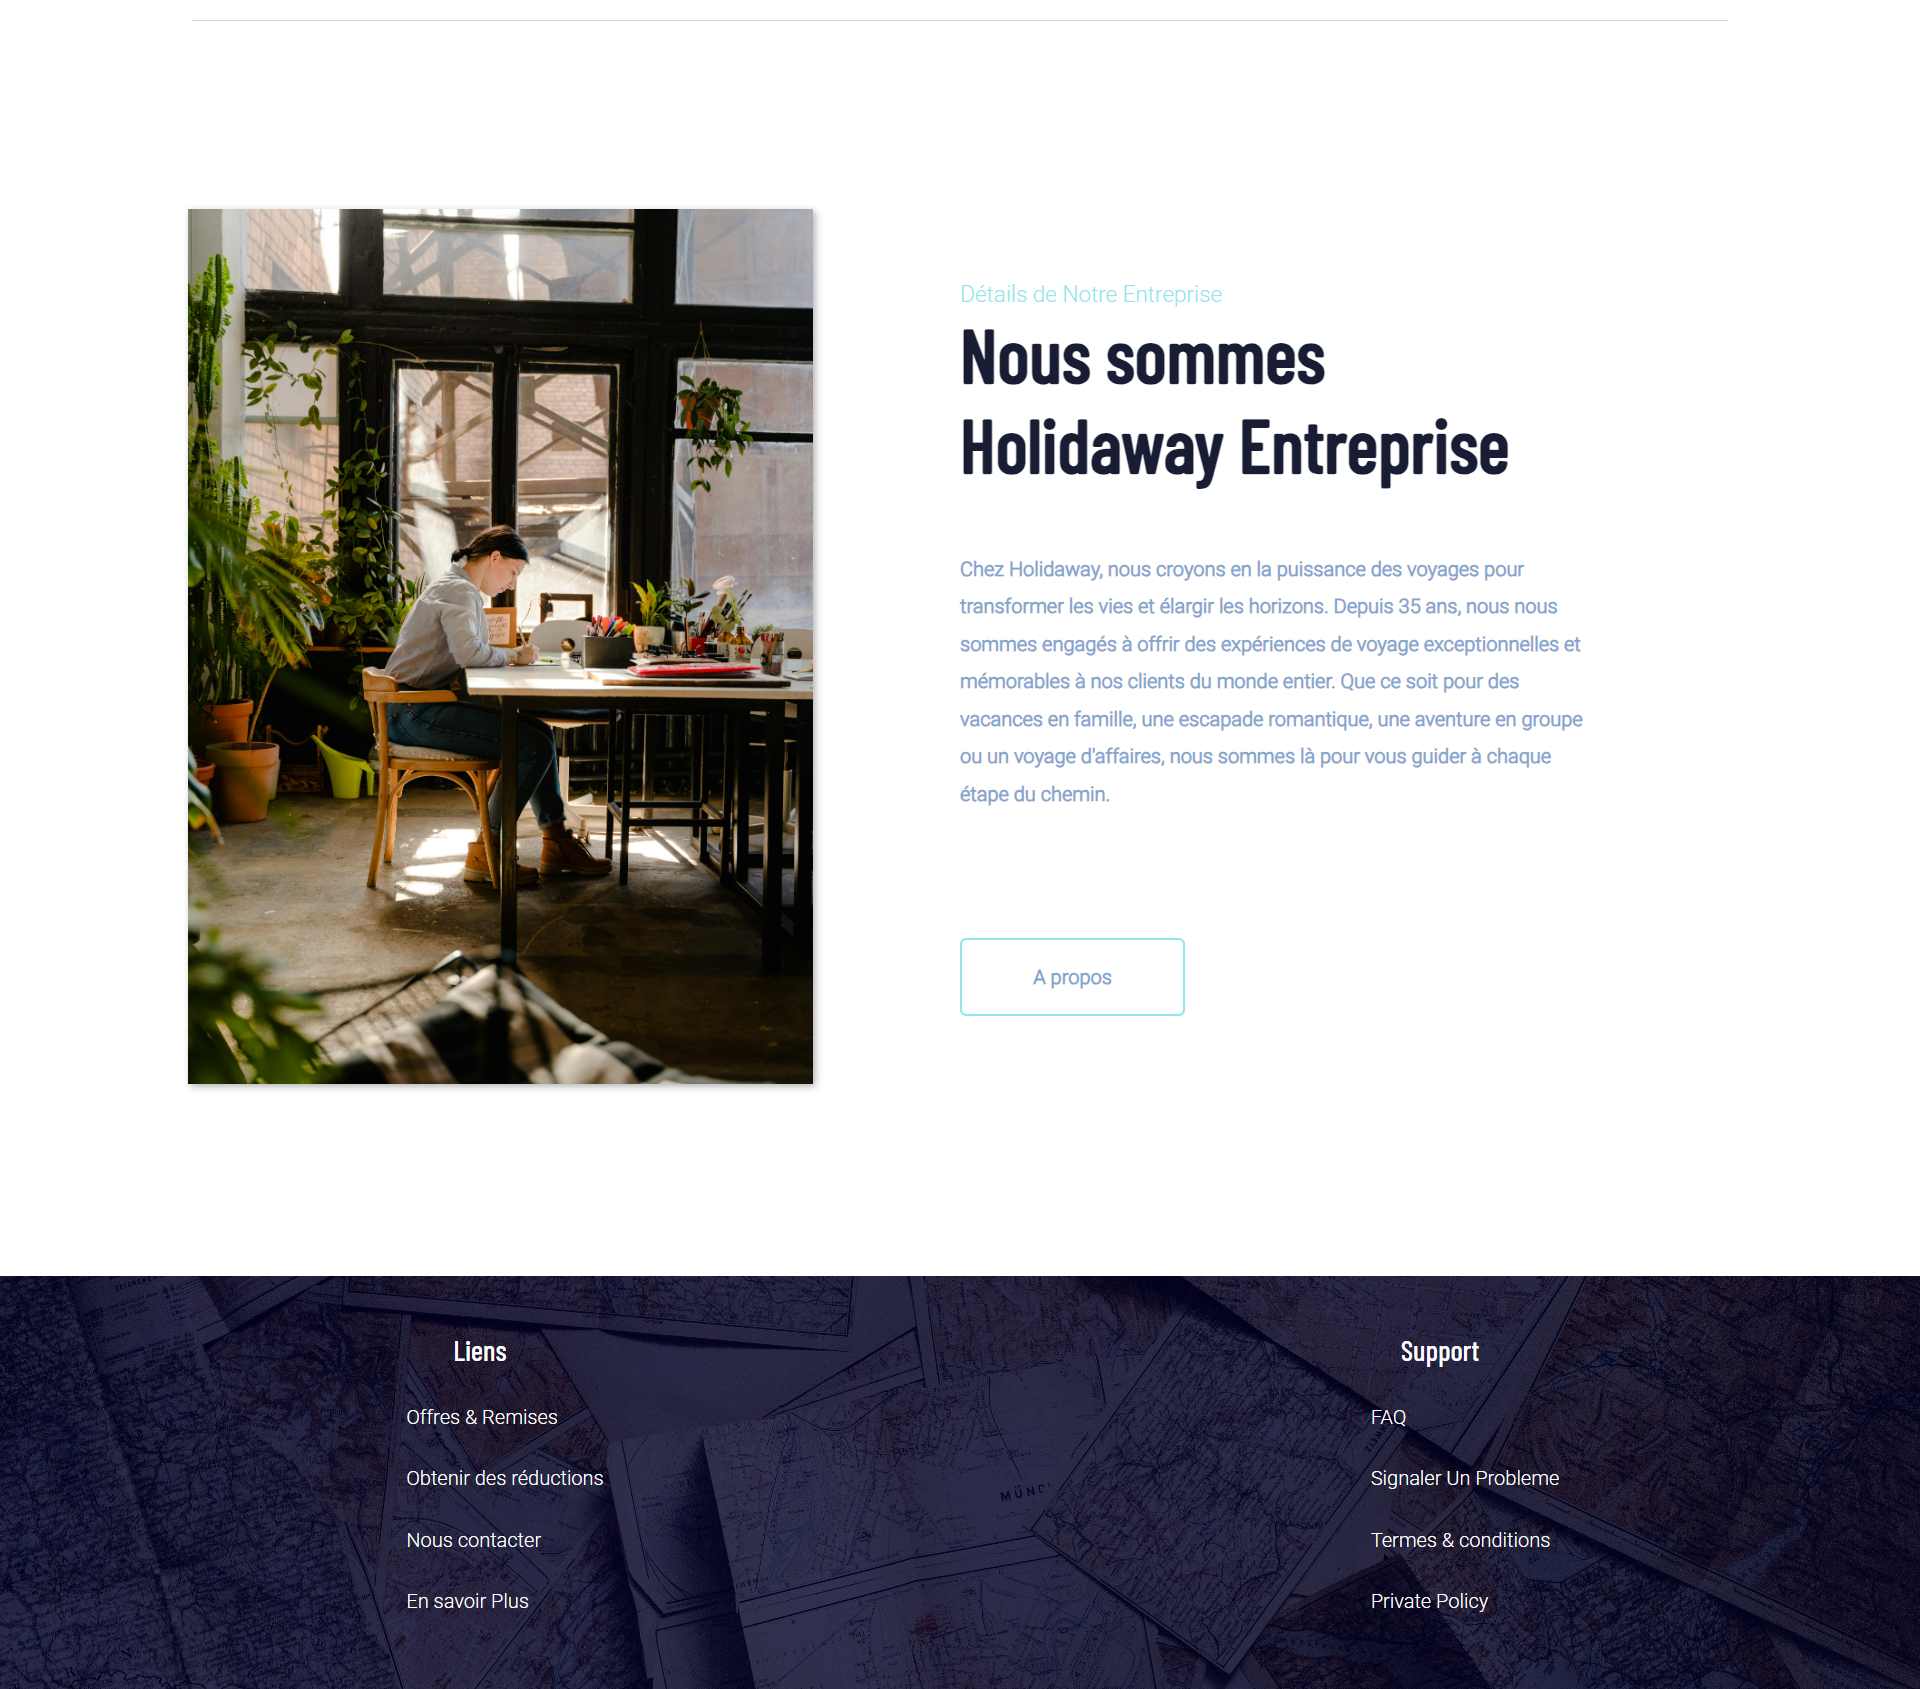 Détails de Notre Entreprise
Nous sommes
Holidaway Entreprise
Chez Holidaway, nous croyons en la puissance des voyages pour
transformer les vies et élargir les horizons. Depuis 35 ans, nous nous
sommes engagés à offrir des expériences de voyage exceptionnelles et
mémorables à nos clients du monde entier. Que ce soit pour des
vacances en famille, une escapade romantique, une aventure en groupe
ou un voyage d'affaires, nous sommes là pour vous guider à chaque
étape du chemin.
A propos
Liens
Offres & Remises
Obtenir des réductions
Nous contacter
En savoir Plus
Support
FAQ
Signaler Un Probleme
Termes & conditions
Private Policy